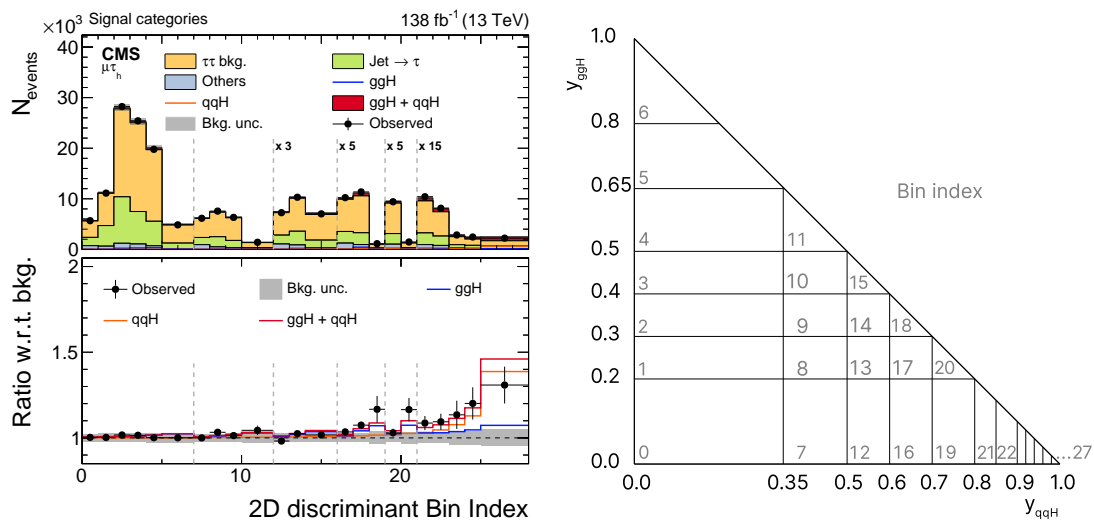 ×10³ Signal categories 138 fb⁻¹ (13 TeV)
CMS
μτh
ττ bkg. Jet → τ
Others ggH
qqH ggH + qqH
Bkg. unc. Observed
x 3 x 5 x 5 x 15
N_events
40
30
20
10
0
2
1.5
1
Ratio w.r.t. bkg.
Observed Bkg. unc. ggH
qqH ggH + qqH
0 10 20
2D discriminant Bin Index
y_ggH
1.0
0.8
0.65
0.5
0.4
0.3
0.2
0.0
Bin index
6
5
4 11
3 10 15
2 9 14 18
1 8 13 17 20
0 7 12 16 19 21 22 ...27
0.0 0.35 0.5 0.6 0.7 0.8 0.9 1.0
y_qqH